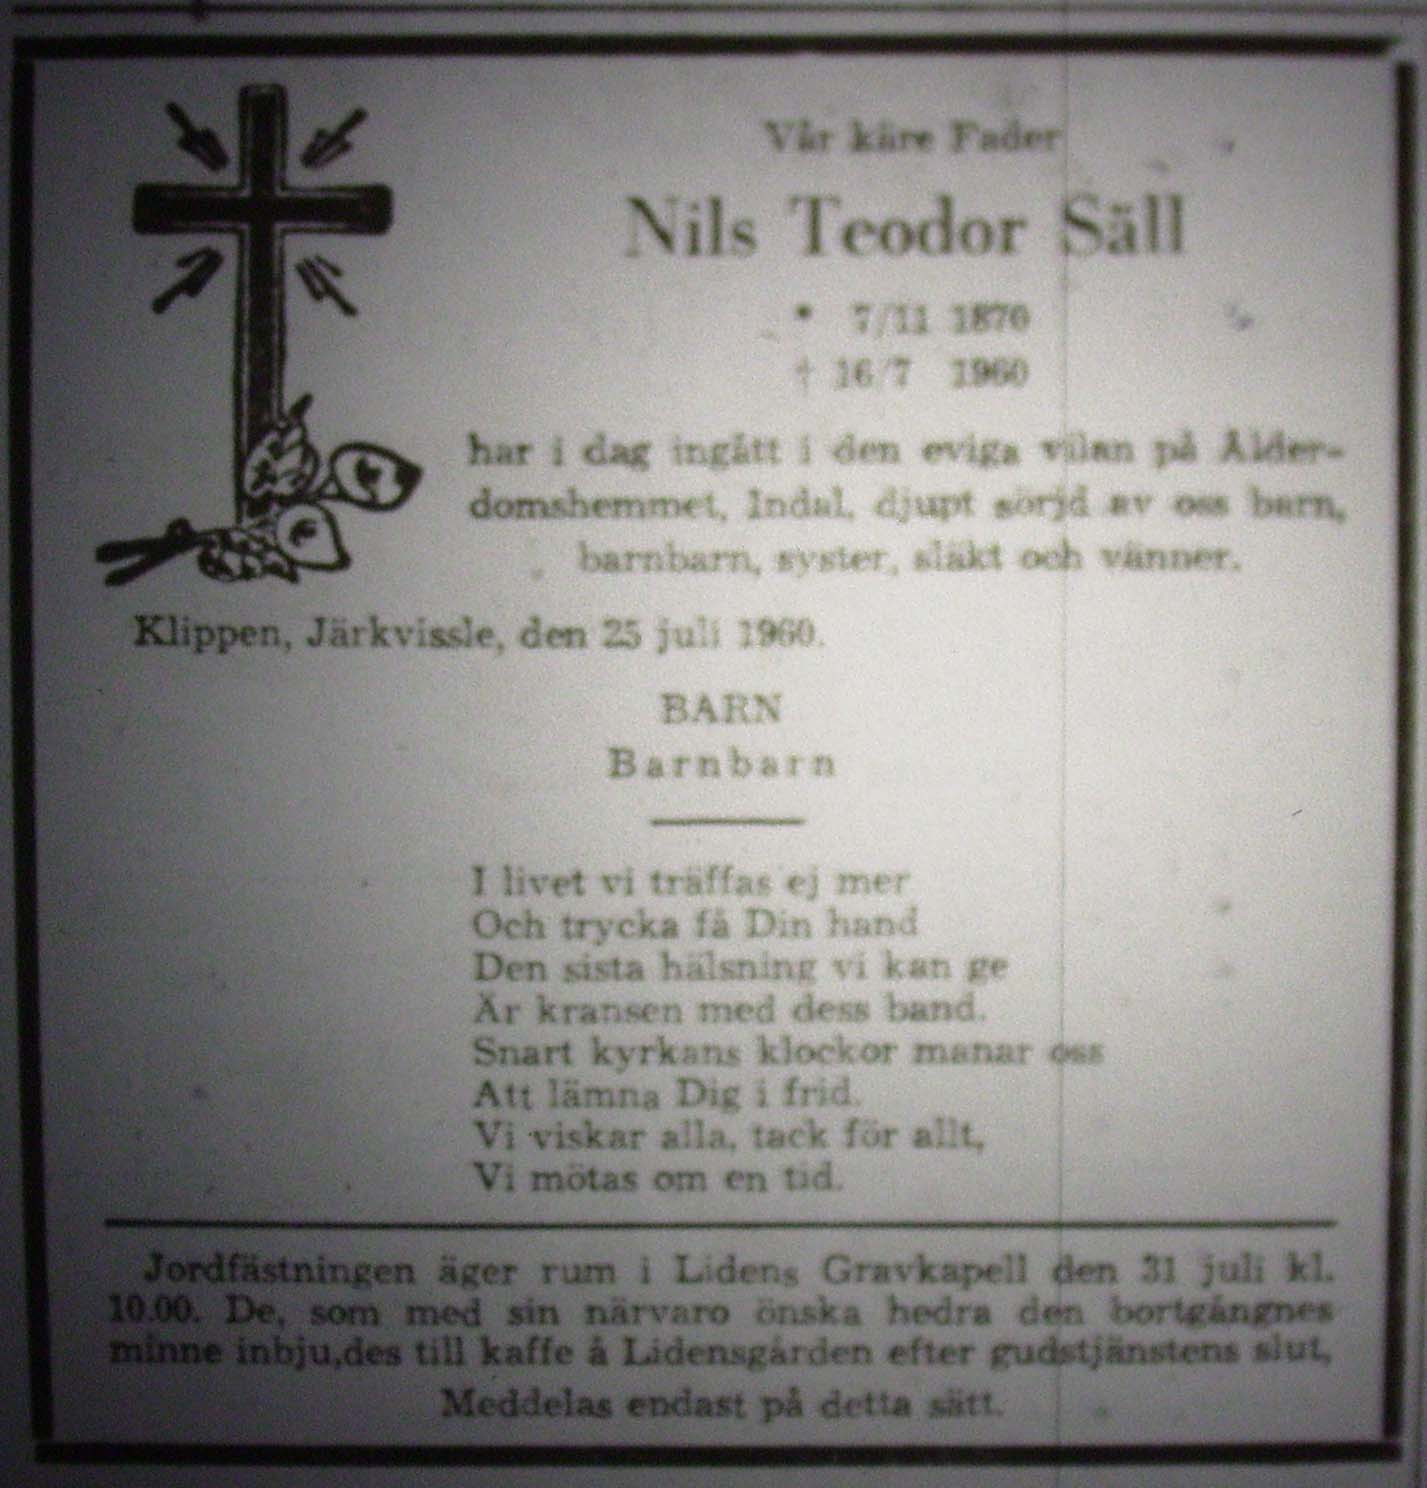 Vår käre Fader
Nils Teodor Säll
* 7/11 1870
† 16/7 1960
har i dag ingått i den eviga vilan på Ålder-
domshemmet, Indal, djupt sörjd av oss barn,
barnbarn, syster, släkt och vänner.
Klippen, Järkvissle, den 25 juli 1960.
BARN
Barnbarn
I livet vi träffas ej mer
Och trycka få Din hand
Den sista hälsning vi kan ge
Är kransen med dess band.
Snart kyrkans klockor manar oss
Att lämna Dig i frid.
Vi viskar alla, tack för allt,
Vi mötas om en tid.
Jordfästningen äger rum i Lidens Gravkapell den 31 juli kl.
10.00. De, som med sin närvaro önska hedra den bortgångnes
minne inbju,des till kaffe å Lidensgården efter gudstjänstens slut,
Meddelas endast på detta sätt.